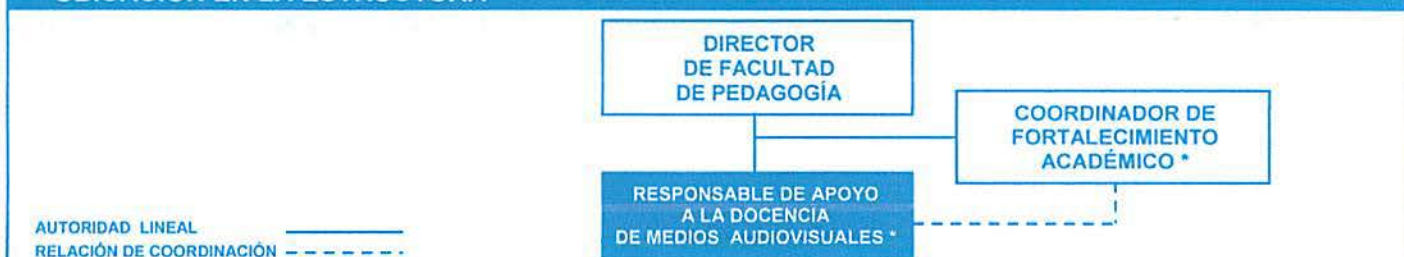 DIRECTOR
DE FACULTAD
DE PEDAGOGÍA
COORDINADOR DE
FORTALECIMIENTO
ACADÉMICO *
RESPONSABLE DE APOYO
A LA DOCENCIA
DE MEDIOS AUDIOVISUALES *
AUTORIDAD LINEAL
RELACIÓN DE COORDINACIÓN